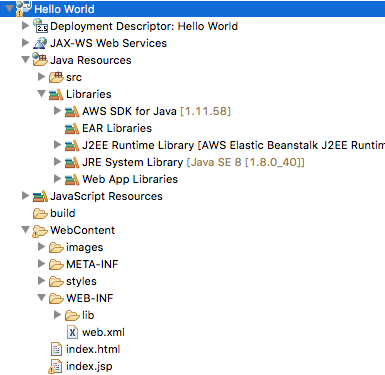 Hello World
Deployment Descriptor: Hello World
JAX-WS Web Services
Java Resources
src
Libraries
AWS SDK for Java [1.11.58]
EAR Libraries
J2EE Runtime Library [AWS Elastic Beanstalk J2EE Runtim
JRE System Library [Java SE 8 [1.8.0_40]]
Web App Libraries
JavaScript Resources
build
WebContent
images
META-INF
styles
WEB-INF
lib
web.xml
index.html
index.jsp